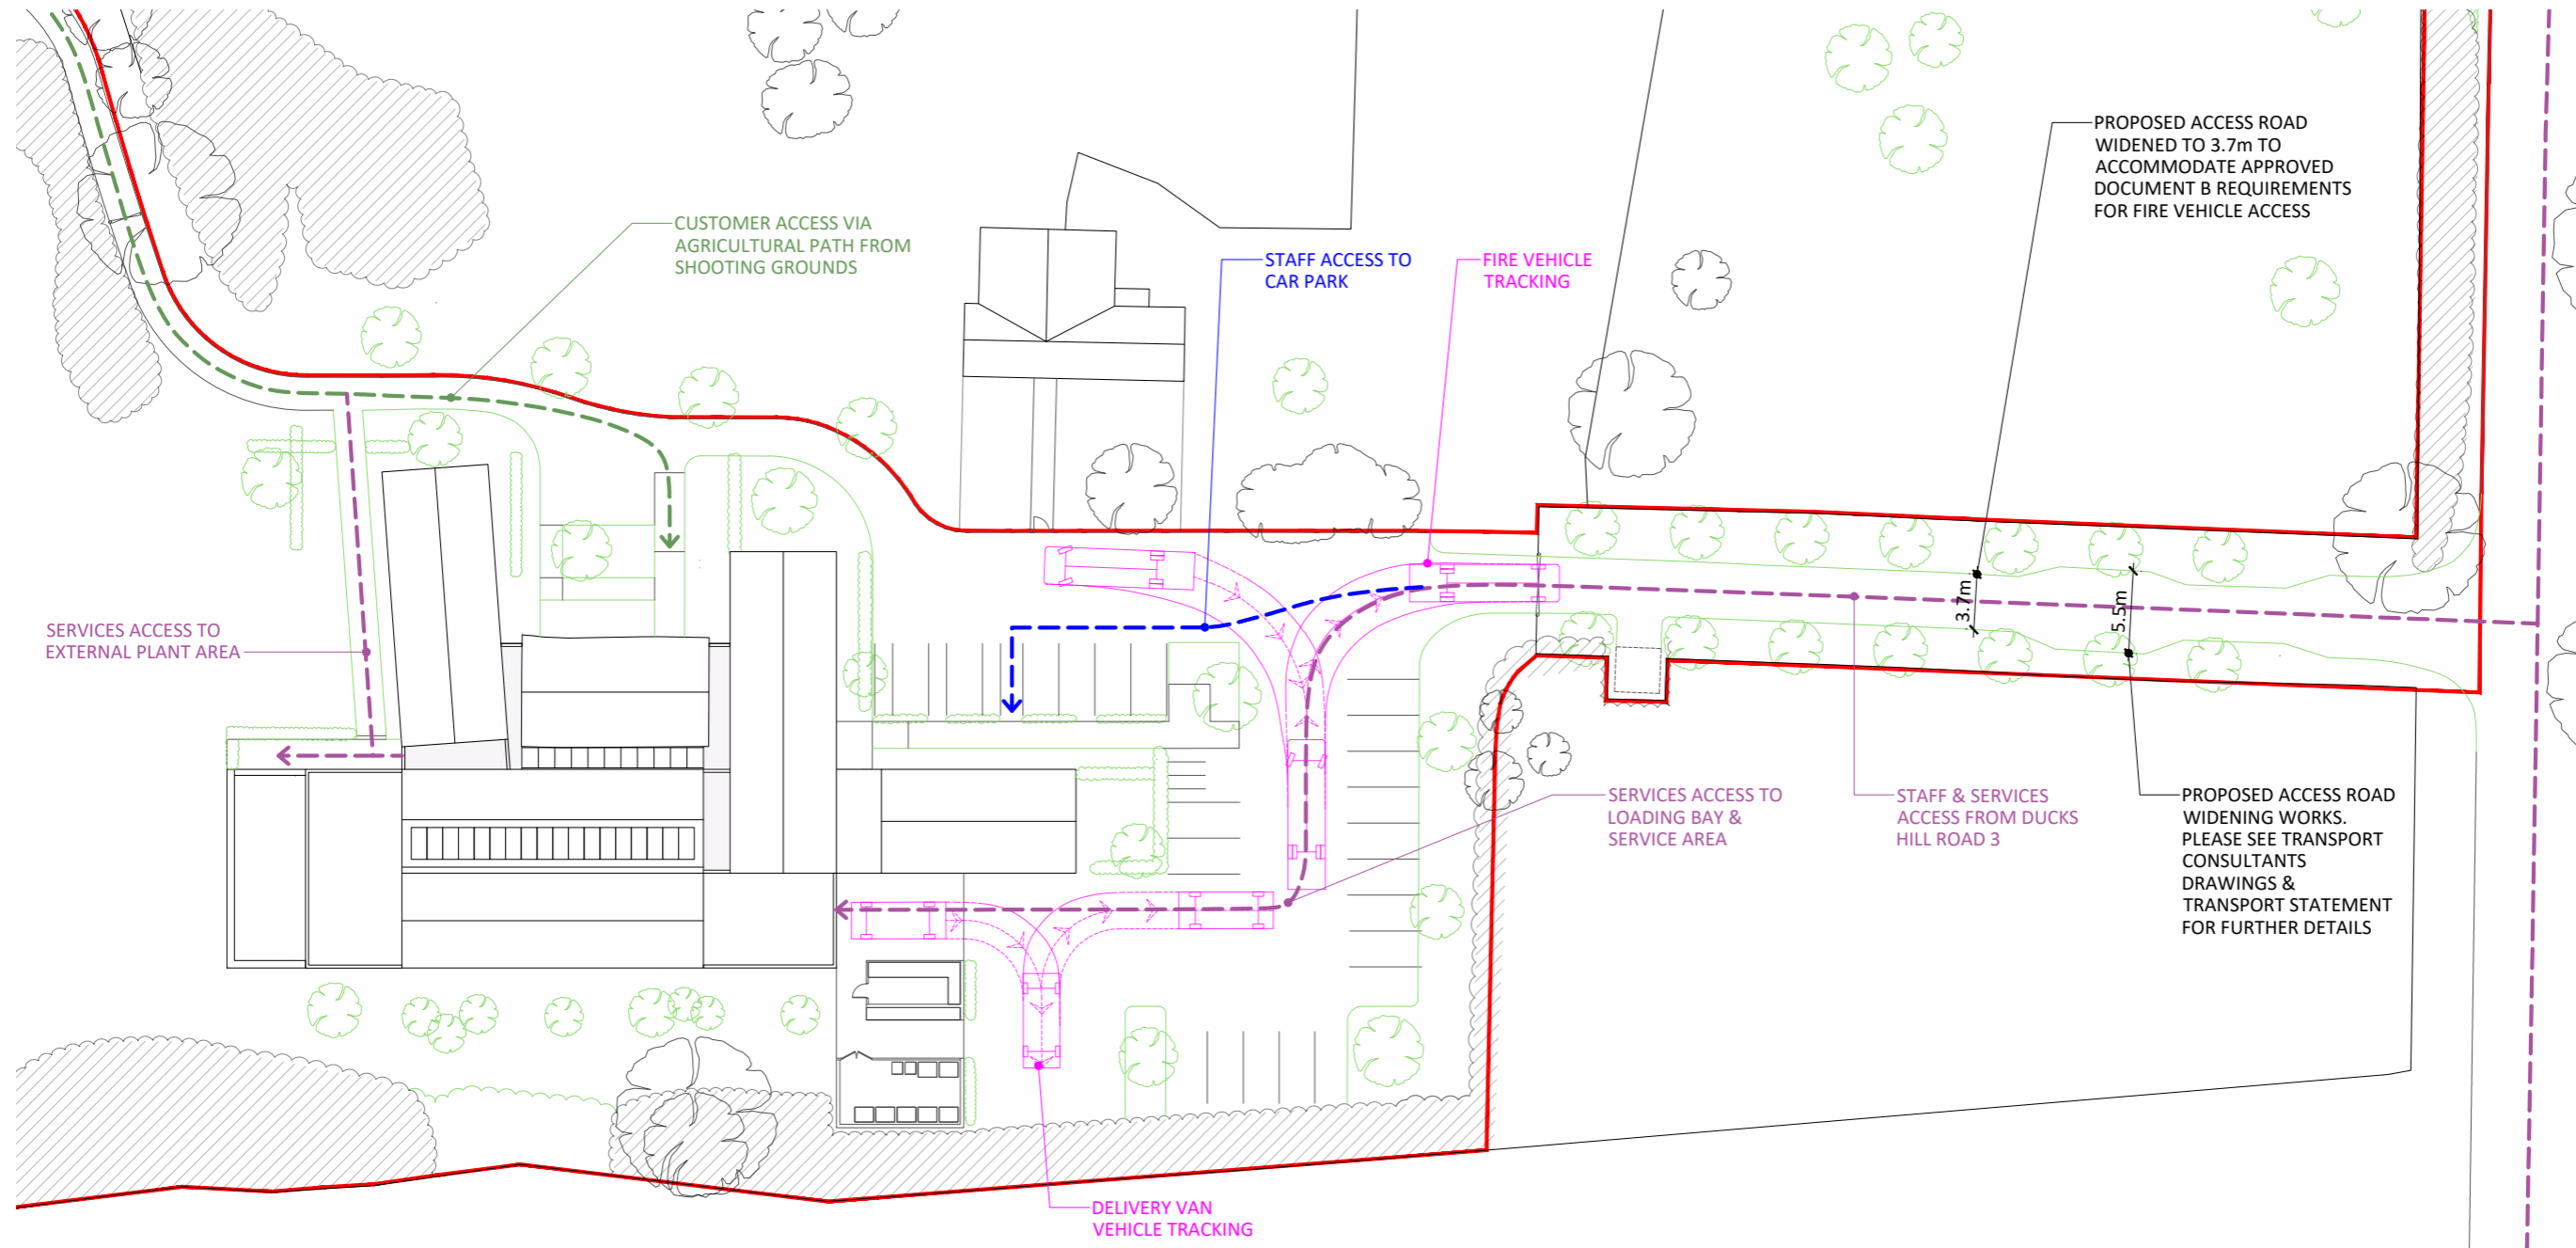 PROPOSED ACCESS ROAD
WIDENED TO 3.7m TO
ACCOMMODATE APPROVED
DOCUMENT B REQUIREMENTS
FOR FIRE VEHICLE ACCESS
CUSTOMER ACCESS VIA
AGRICULTURAL PATH FROM
SHOOTING GROUNDS
STAFF ACCESS TO
CAR PARK
FIRE VEHICLE
TRACKING
SERVICES ACCESS TO
EXTERNAL PLANT AREA
3.7m
5.5m
SERVICES ACCESS TO
LOADING BAY &
SERVICE AREA
STAFF & SERVICES
ACCESS FROM DUCKS
HILL ROAD 3
PROPOSED ACCESS ROAD
WIDENING WORKS.
PLEASE SEE TRANSPORT
CONSULTANTS
DRAWINGS &
TRANSPORT STATEMENT
FOR FURTHER DETAILS
DELIVERY VAN
VEHICLE TRACKING